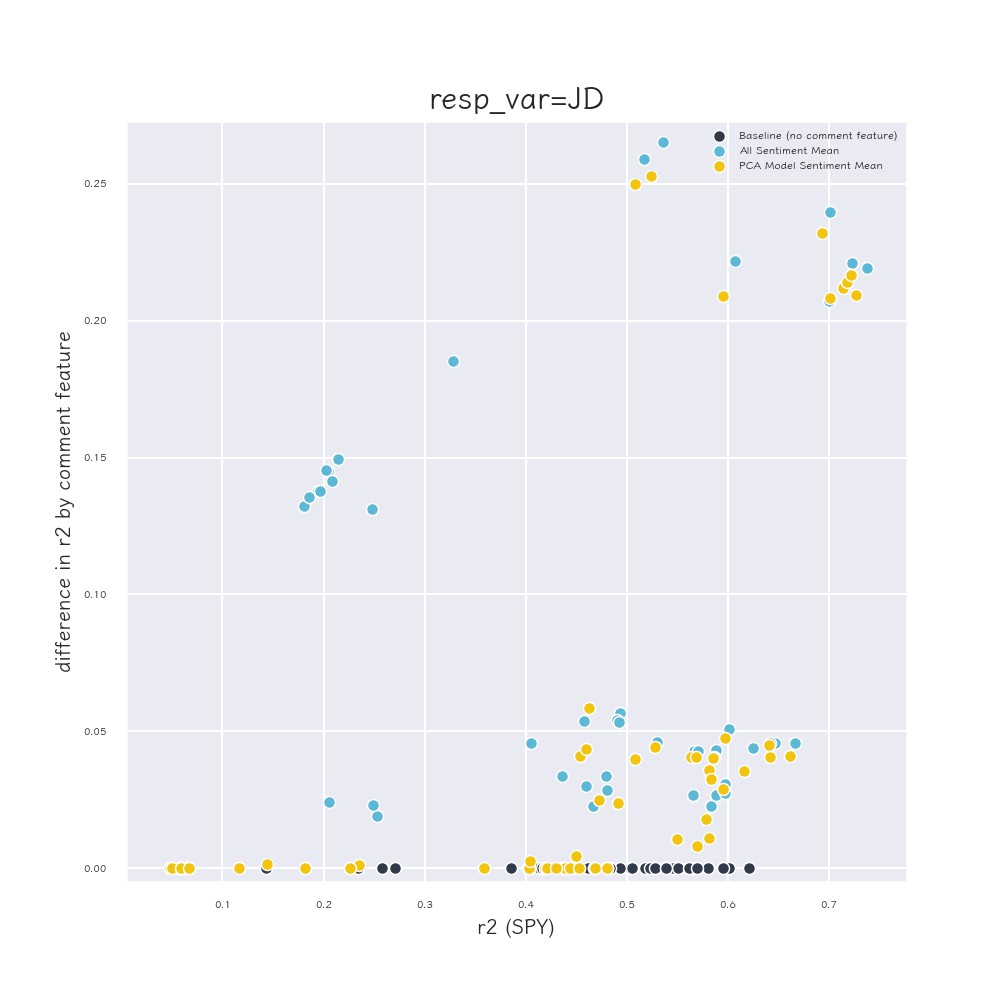 resp_var=JD
Baseline (no comment feature)
All Sentiment Mean
PCA Model Sentiment Mean
difference in r2 by comment feature
0.25
0.20
0.15
0.10
0.05
0.00
0.1 0.2 0.3 0.4 0.5 0.6 0.7
r2 (SPY)